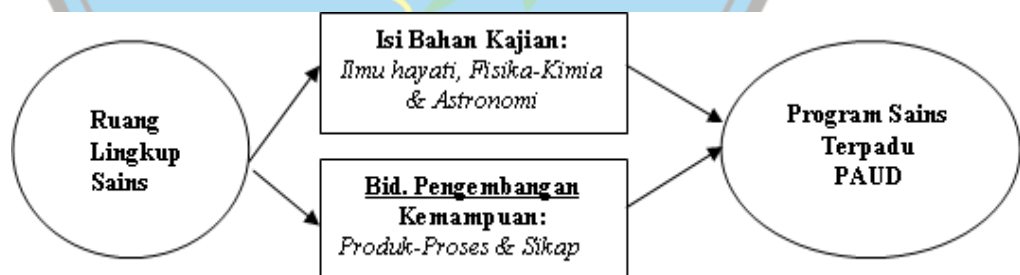 Ruang
Lingkup
Sains
Isi Bahan Kajian:
Ilmu hayati, Fisika-Kimia
& Astronomi
Bid. Pengembangan
Kemampuan:
Produk-Proses & Sikap
Program Sains
Terpadu
PAUD